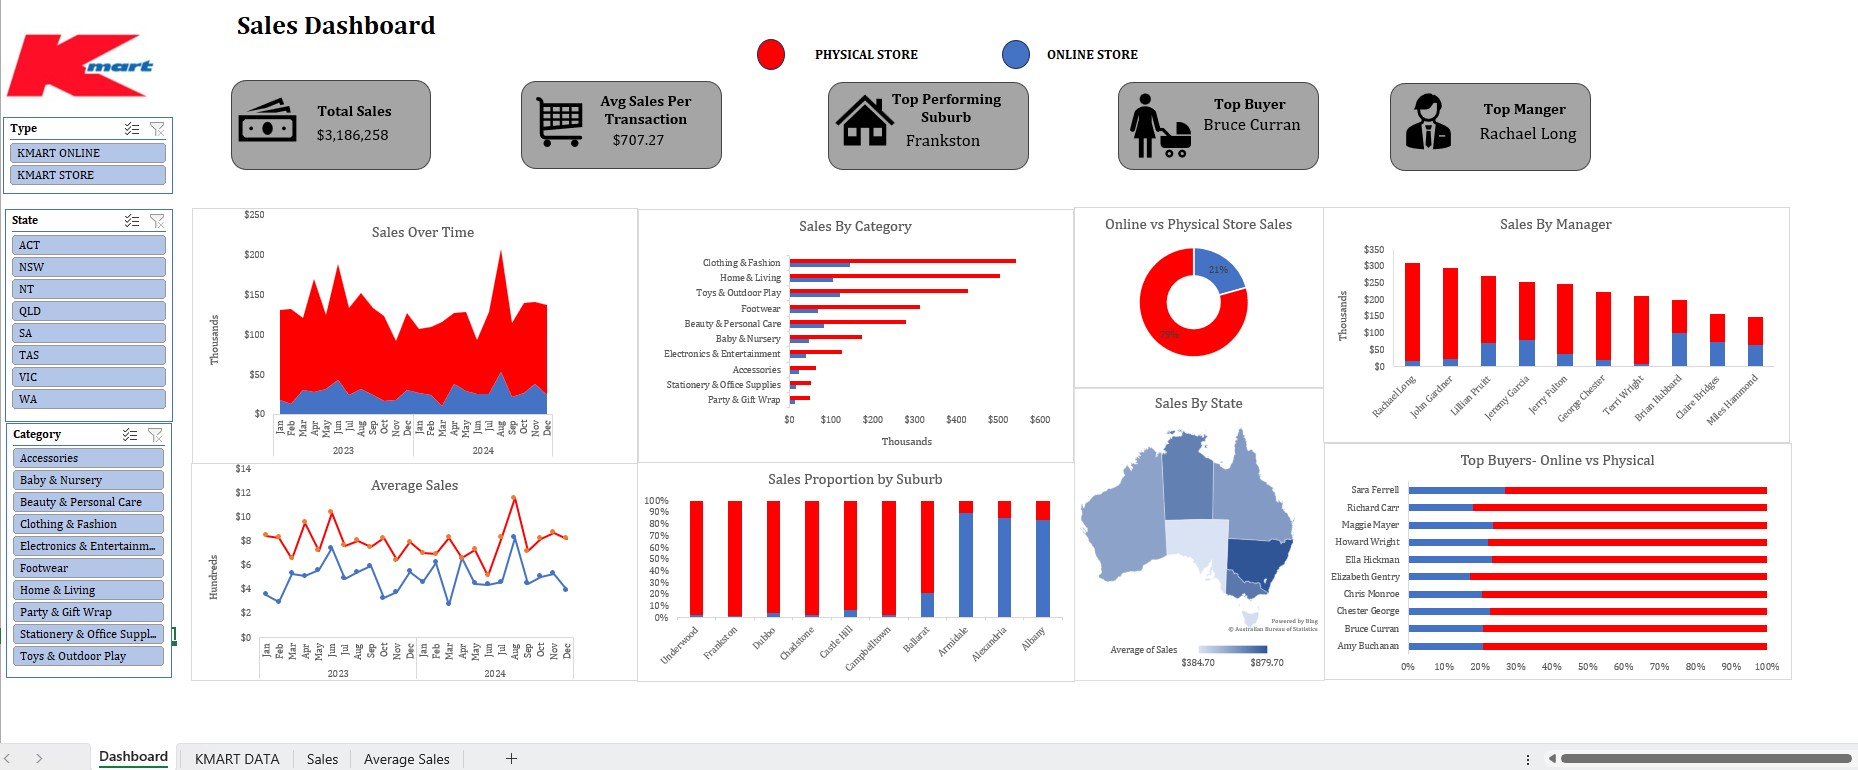 Sales Dashboard
Kmart
PHYSICAL STORE
ONLINE STORE
Total Sales
$3,186,258
Avg Sales Per
Transaction
$707.27
Top Performing
Suburb
Frankston
Top Buyer
Bruce Curran
Top Manger
Rachael Long
Type
KMART ONLINE
KMART STORE
State
ACT
NSW
NT
QLD
SA
TAS
VIC
WA
Category
Accessories
Baby & Nursery
Beauty & Personal Care
Clothing & Fashion
Electronics & Entertainm...
Footwear
Home & Living
Party & Gift Wrap
Stationery & Office Suppl...
Toys & Outdoor Play
Sales Over Time
Thousands
$250
$200
$150
$100
$50
$0
Jan Feb Mar Apr May Jun Jul Aug Sep Oct Nov Dec Jan Feb Mar Apr May Jun Jul Aug Sep Oct Nov Dec
2023 2024
Sales By Category
Clothing & Fashion
Home & Living
Toys & Outdoor Play
Footwear
Beauty & Personal Care
Baby & Nursery
Electronics & Entertainment
Accessories
Stationery & Office Supplies
Party & Gift Wrap
$0 $100 $200 $300 $400 $500 $600
Thousands
Online vs Physical Store Sales
21%
79%
Sales By Manager
Thousands
$350
$300
$250
$200
$150
$100
$50
$0
Rachael Long
John Gardner
Lillian Pruitt
Jeremy Garcia
Jerry Fulton
George Chester
Terri Wright
Brian Hubbard
Claire Bridges
Miles Hammond
Average Sales
Hundreds
$14
$12
$10
$8
$6
$4
$2
$0
Jan Feb Mar Apr May Jun Jul Aug Sep Oct Nov Dec Jan Feb Mar Apr May Jun Jul Aug Sep Oct Nov Dec
2023 2024
Sales Proportion by Suburb
100%
90%
80%
70%
60%
50%
40%
30%
20%
10%
0%
Underwood
Frankston
Dubbo
Chadstone
Castle Hill
Campbeltown
Ballarat
Armidale
Alexandria
Albany
Sales By State
Powered by Bing
© Australian Bureau of Statistics
Average of Sales
$384.70 $879.70
Top Buyers- Online vs Physical
Sara Ferrell
Richard Carr
Maggie Mayer
Howard Wright
Ella Hickman
Elizabeth Gentry
Chris Monroe
Chester George
Bruce Curran
Amy Buchanan
0% 10% 20% 30% 40% 50% 60% 70% 80% 90% 100%
Dashboard
KMART DATA
Sales
Average Sales